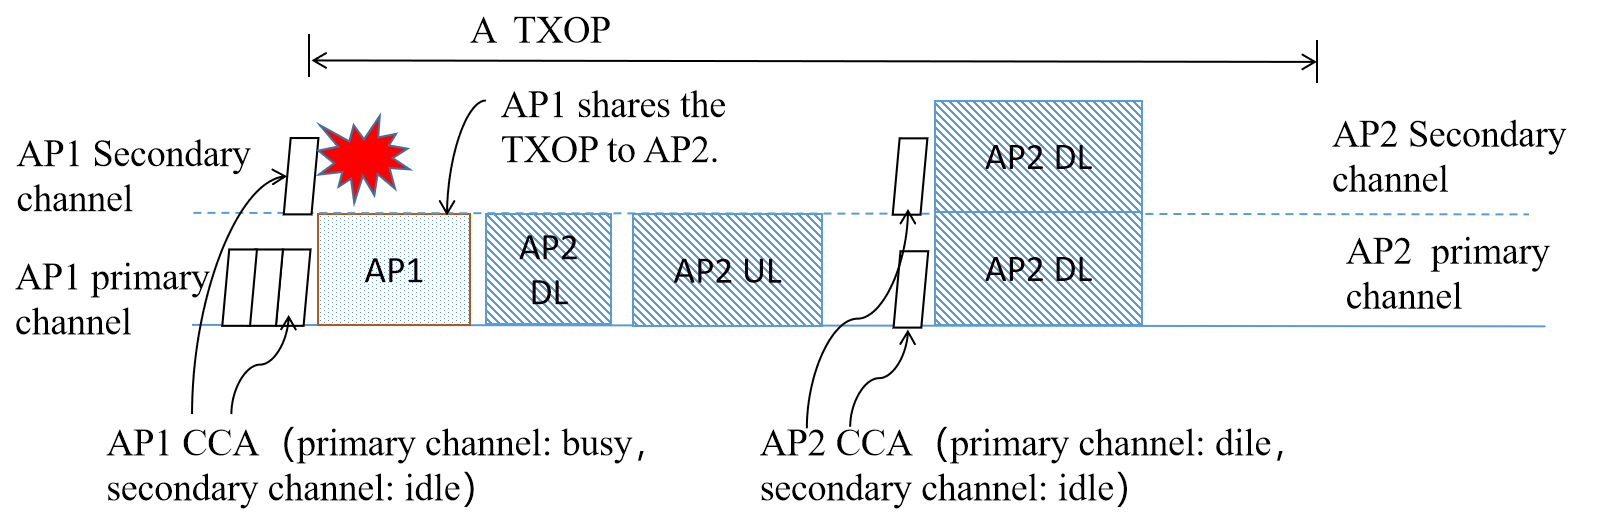 A TXOP
AP1 shares the
TXOP to AP2.
AP1 Secondary
channel
AP2 DL
AP2 Secondary
channel
AP1 primary
channel
AP1
AP2
DL
AP2 UL
AP2 DL
AP2 primary
channel
AP1 CCA（primary channel: busy,
secondary channel: idle）
AP2 CCA（primary channel: dile,
secondary channel: idle）